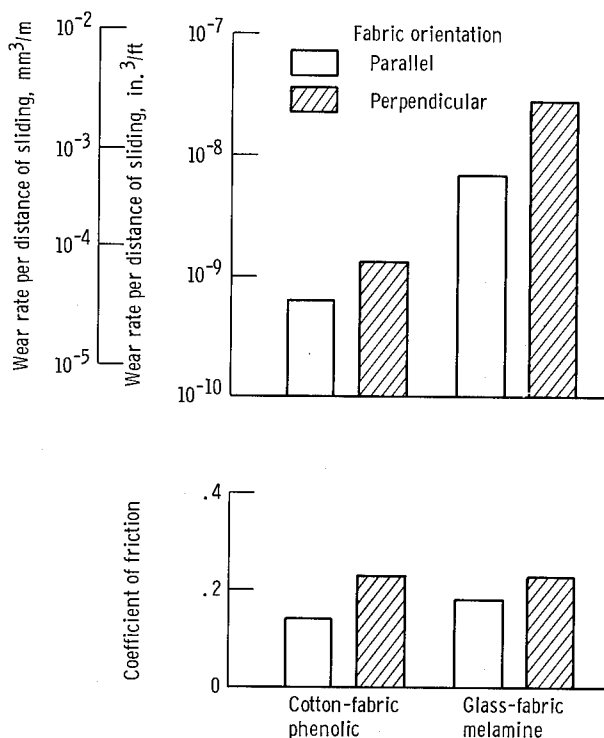 Wear rate per distance of sliding, mm³/m
10⁻²
10⁻³
10⁻⁴
10⁻⁵
Wear rate per distance of sliding, in.³/ft
10⁻⁷
10⁻⁸
10⁻⁹
10⁻¹⁰
Fabric orientation
Parallel
Perpendicular
Coefficient of friction
.4
.2
0
Cotton-fabric
phenolic
Glass-fabric
melamine